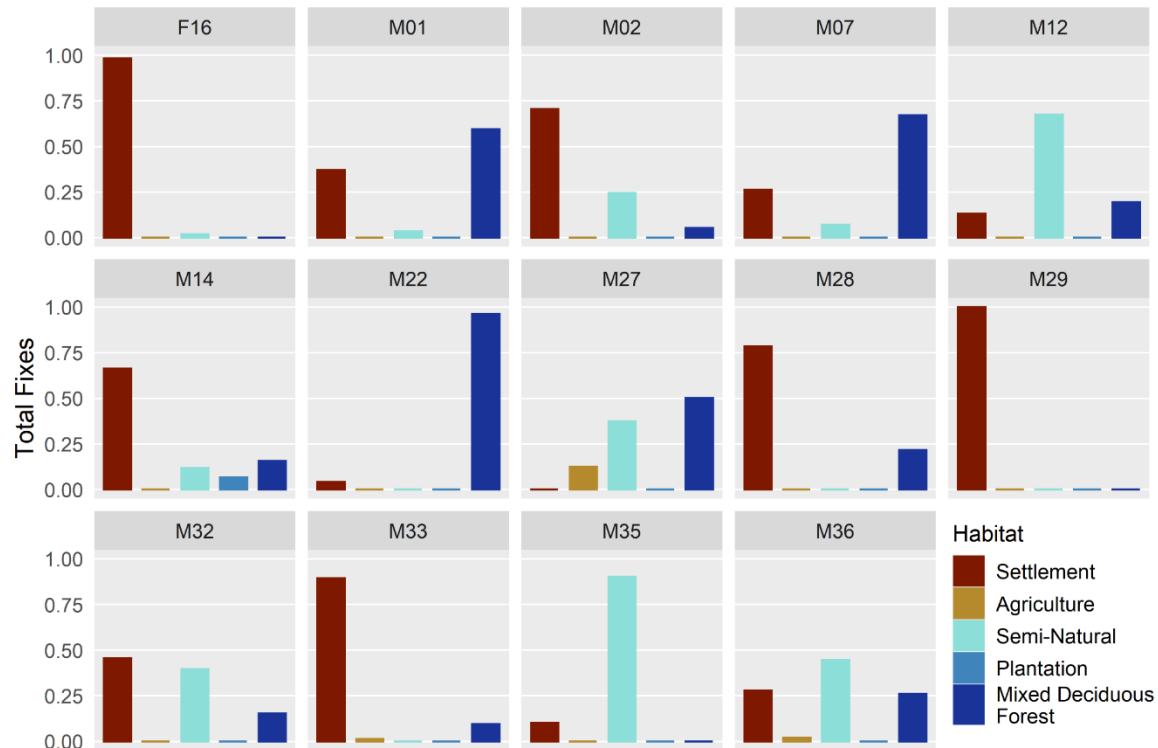 F16 M01 M02 M07 M12
1.00
0.75
0.50
0.25
0.00
M14 M22 M27 M28 M29
1.00
0.75
0.50
0.25
0.00
Total Fixes
M32 M33 M35 M36
1.00
0.75
0.50
0.25
0.00
Habitat
Settlement
Agriculture
Semi-Natural
Plantation
Mixed Deciduous
Forest